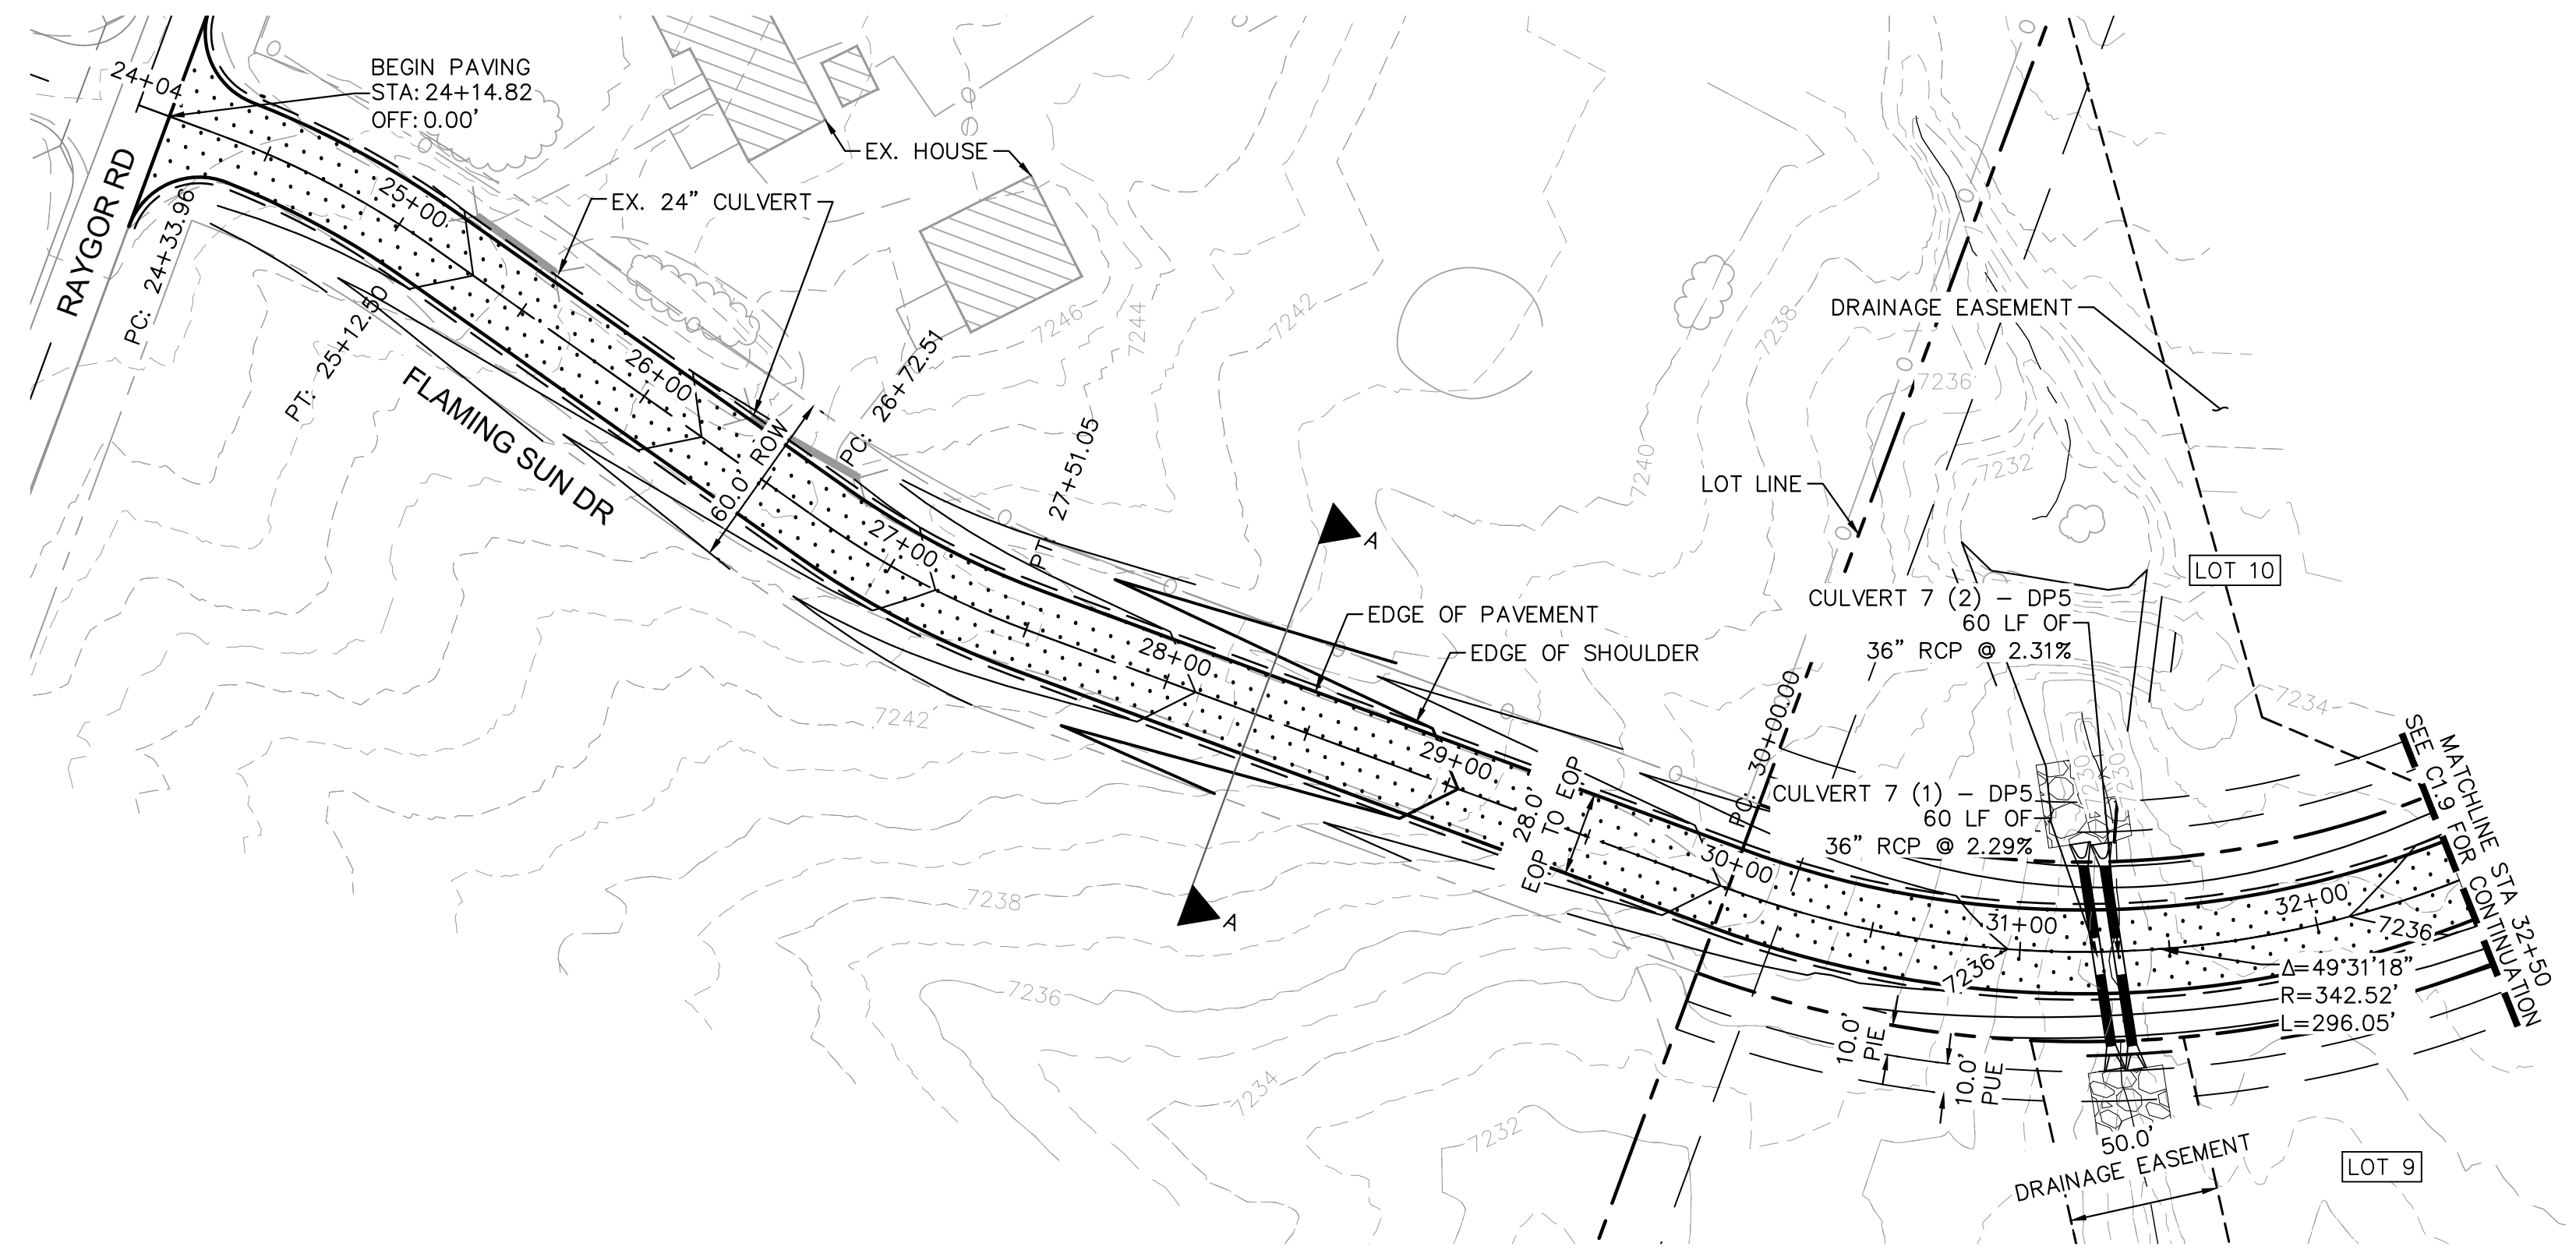 24+04
BEGIN PAVING
STA: 24+14.82
OFF: 0.00'
RAYGOR RD
PC: 24+33.96
25+00
PT: 25+12.50
EX. HOUSE
EX. 24" CULVERT
FLAMING SUN DR
26+00
60.0' ROW
PC: 26+72.51
27+00
PT: 27+51.05
7246
7244
7242
7242
28+00
A
A
EDGE OF PAVEMENT
EDGE OF SHOULDER
29+00
28.0'
EOP TO EOP
7238
7236
7240
7238
7236
7232
DRAINAGE EASEMENT
LOT LINE
LOT 10
CULVERT 7 (2) – DP5
60 LF OF
36" RCP @ 2.31%
PC: 30+00.00
CULVERT 7 (1) – DP5
60 LF OF
36" RCP @ 2.29%
7230
7230
7234
30+00
31+00
32+00
7236
7236
MATCHLINE STA 32+50
SEE C1.9 FOR CONTINUATION
Δ=49°31'18"
R=342.52'
L=296.05'
10.0'
PIE
10.0'
PUE
7234
7232
50.0'
DRAINAGE EASEMENT
LOT 9